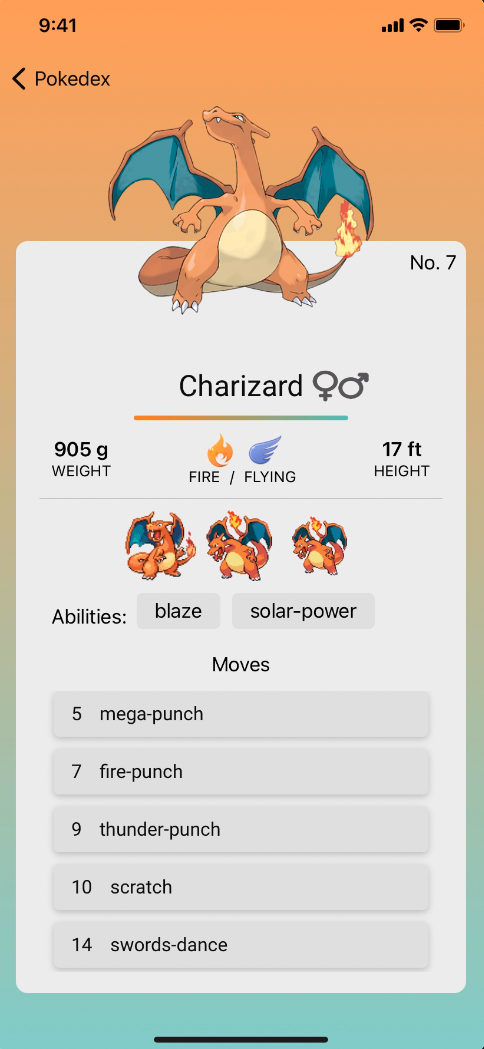 9:41
Pokedex
No. 7
Charizard
905 g
WEIGHT
FIRE / FLYING
17 ft
HEIGHT
Abilities: blaze solar-power
Moves
5 mega-punch
7 fire-punch
9 thunder-punch
10 scratch
14 swords-dance